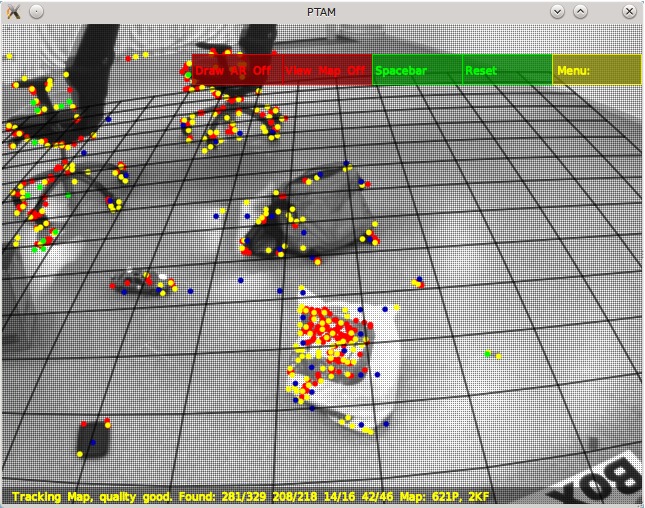 PTAM
Draw AR Off View Map Off Spacebar Reset Menu:
BOX
Tracking Map, quality good. Found: 281/329 208/218 14/16 42/46 Map: 621P, 2KF